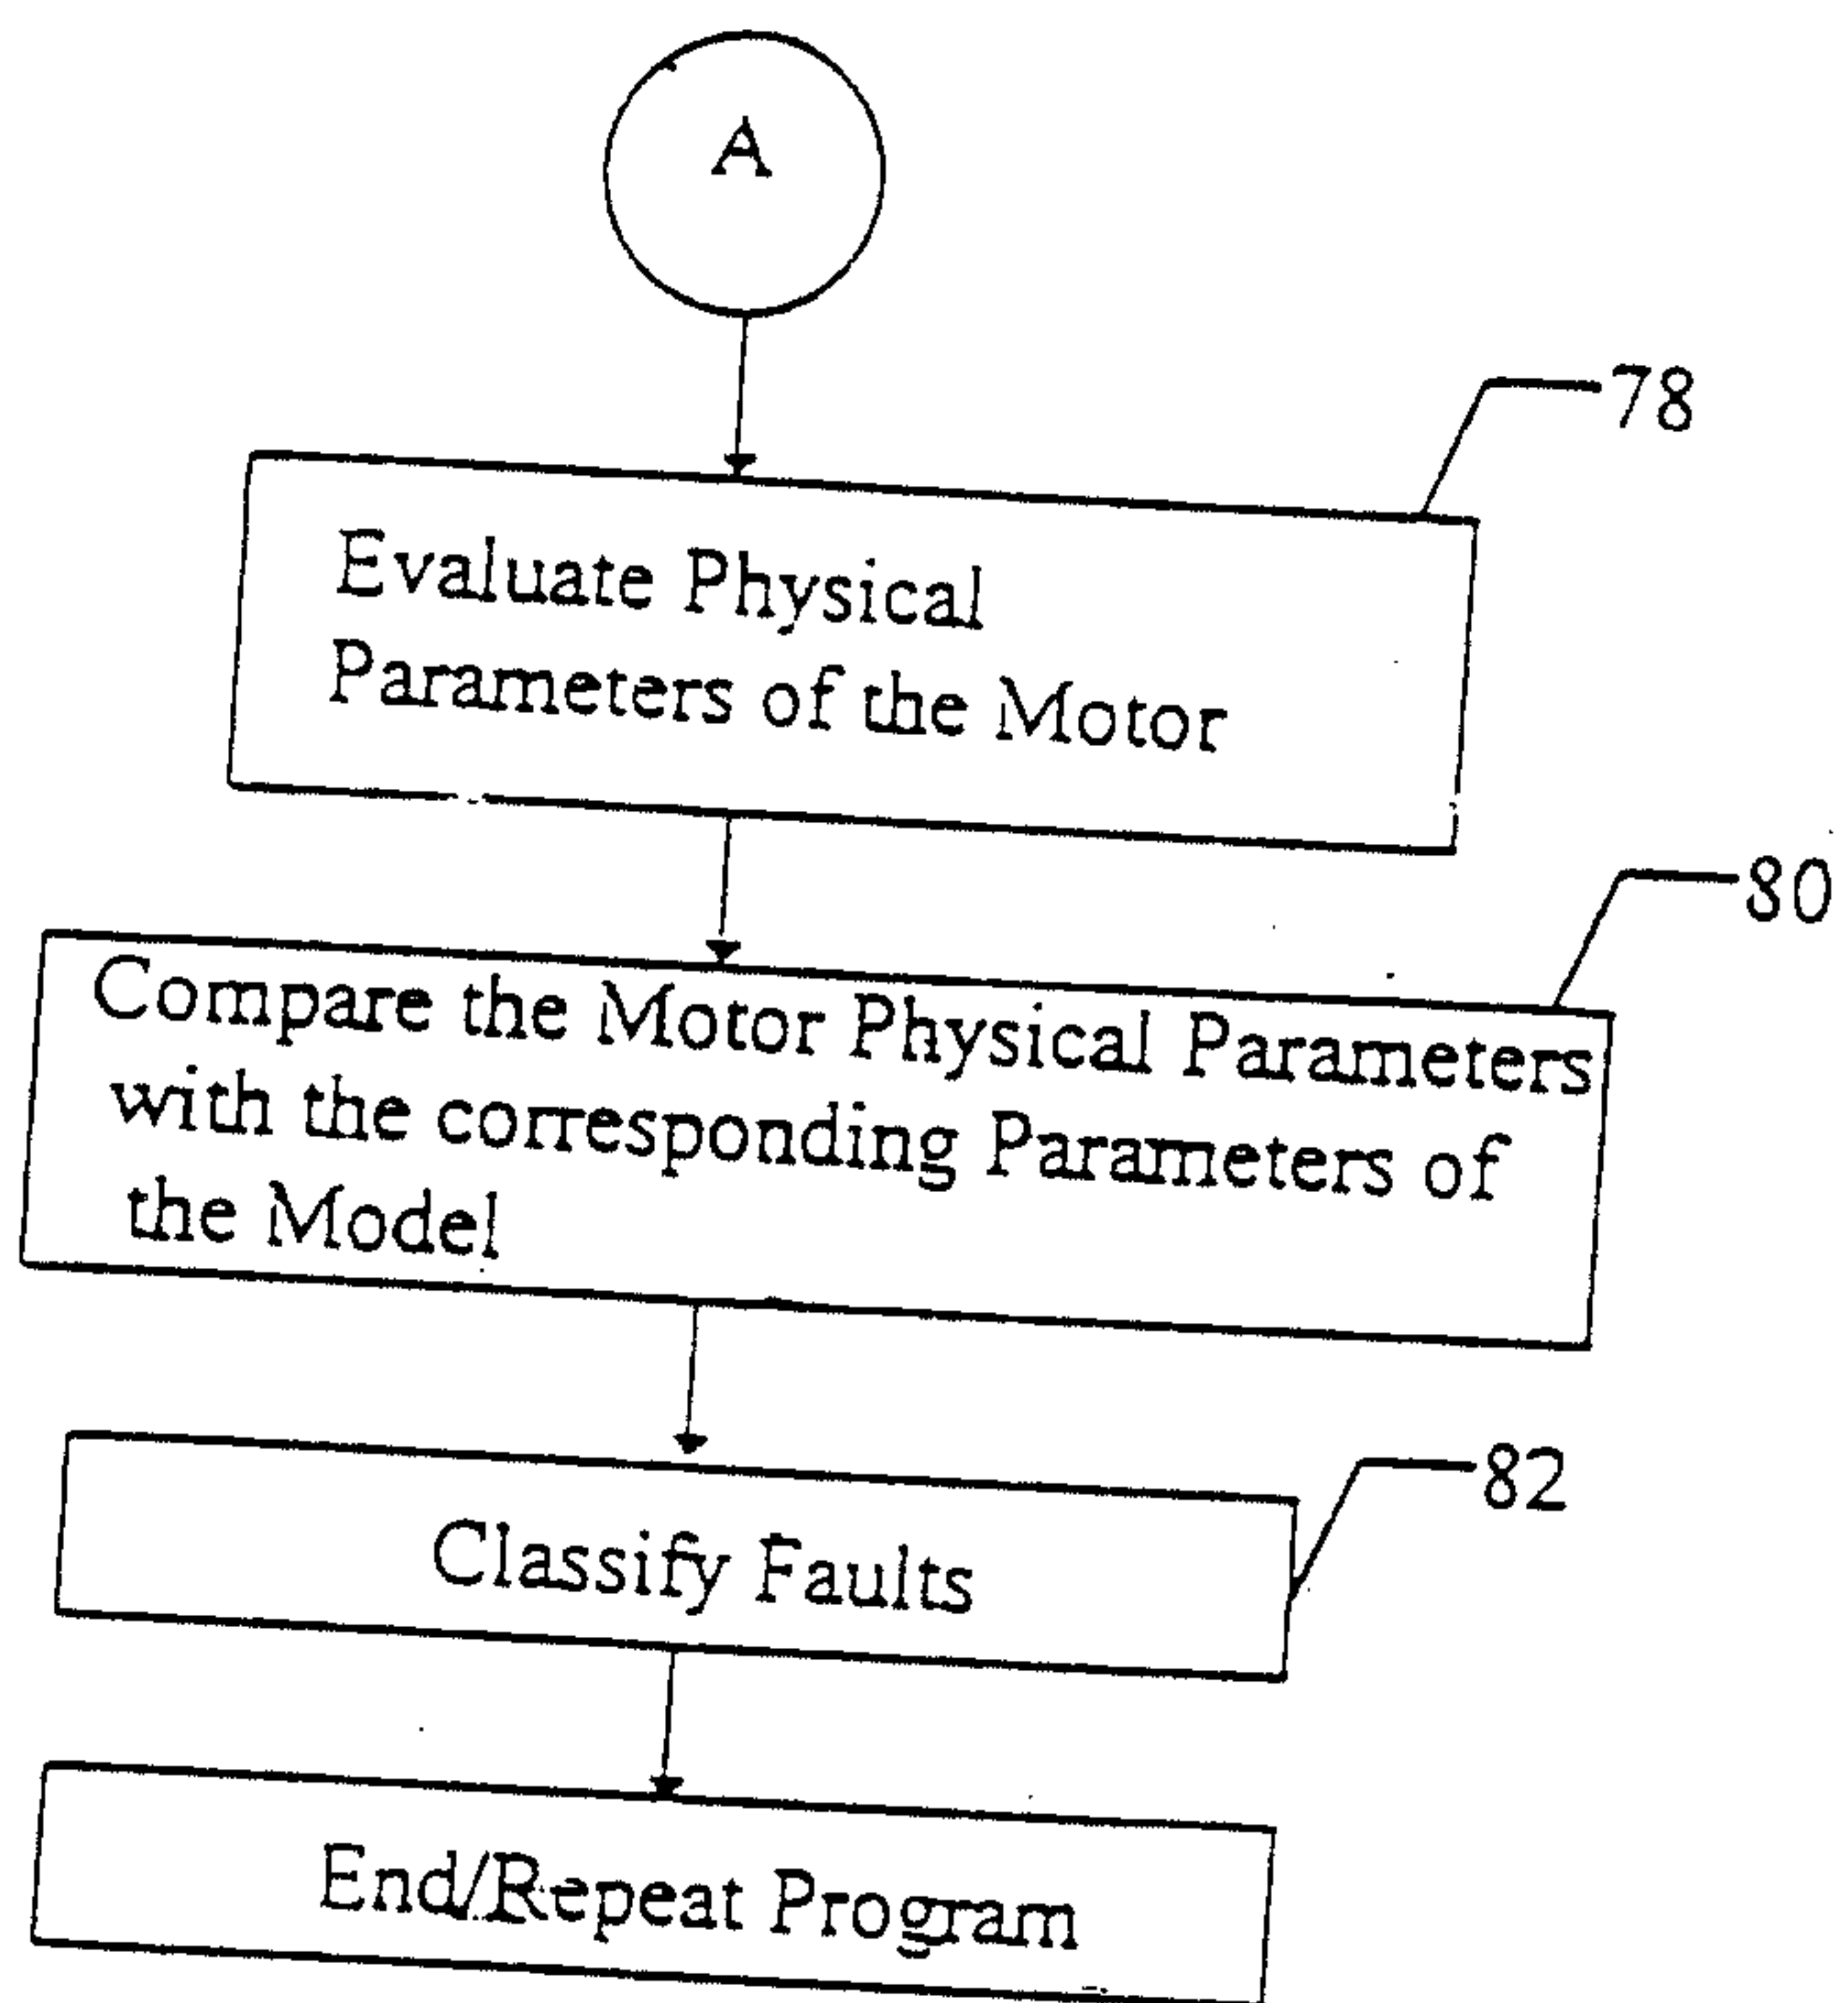 A
78
Evaluate Physical
Parameters of the Motor
80
Compare the Motor Physical Parameters
with the corresponding Parameters of
the Model
82
Classify Faults
End/Repeat Program